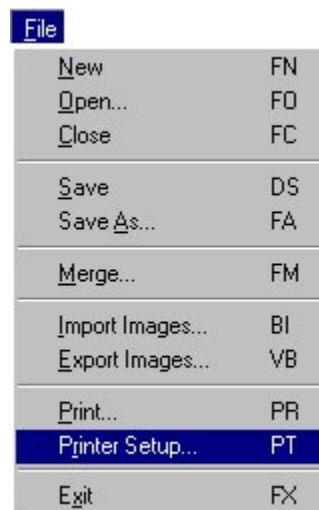 File
New FN
Open... FO
Close FC
Save DS
Save As... FA
Merge... FM
Import Images... BI
Export Images... VB
Print... PR
Printer Setup... PT
Exit FX